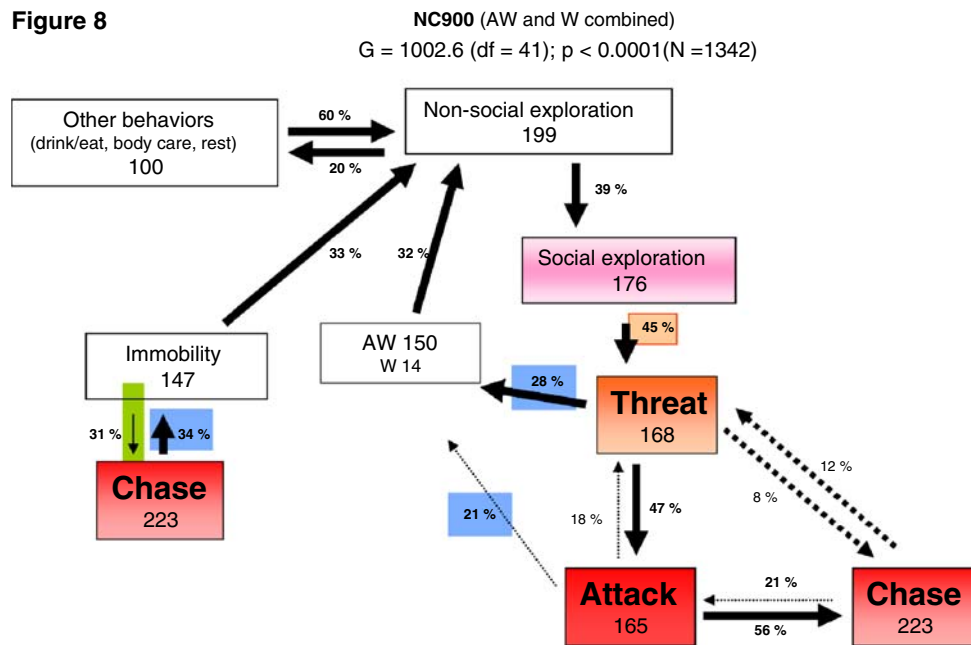 Figure 8
NC900 (AW and W combined)
G = 1002.6 (df = 41); p < 0.0001(N =1342)
Other behaviors
(drink/eat, body care, rest)
100
60 %
20 %
Non-social exploration
199
39 %
33 %
32 %
Social exploration
176
45 %
Immobility
147
AW 150
W 14
28 %
Threat
168
31 %
34 %
Chase
223
12 %
8 %
21 %
18 %
47 %
Attack
165
21 %
56 %
Chase
223